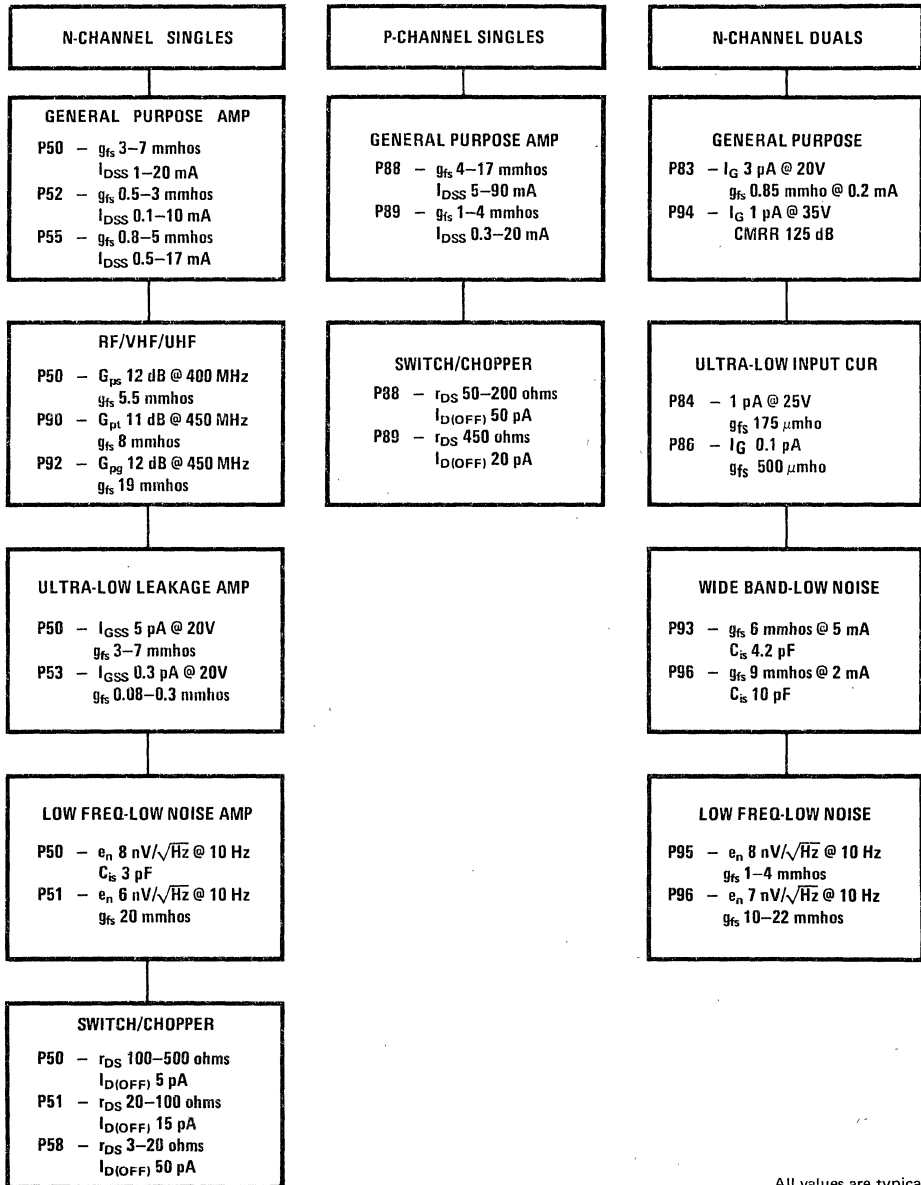 N-CHANNEL SINGLES
GENERAL PURPOSE AMP
P50 – gfs 3–7 mmhos
IDSS 1–20 mA
P52 – gfs 0.5–3 mmhos
IDSS 0.1–10 mA
P55 – gfs 0.8–5 mmhos
IDSS 0.5–17 mA
RF/VHF/UHF
P50 – Gps 12 dB @ 400 MHz
gfs 5.5 mmhos
P90 – Gpt 11 dB @ 450 MHz
gfs 8 mmhos
P92 – Gpg 12 dB @ 450 MHz
gfs 19 mmhos
ULTRA-LOW LEAKAGE AMP
P50 – IGSS 5 pA @ 20V
gfs 3–7 mmhos
P53 – IGSS 0.3 pA @ 20V
gfs 0.08–0.3 mmhos
LOW FREQ-LOW NOISE AMP
P50 – en 8 nV/√Hz @ 10 Hz
Cis 3 pF
P51 – en 6 nV/√Hz @ 10 Hz
gfs 20 mmhos
SWITCH/CHOPPER
P50 – rDS 100–500 ohms
ID(OFF) 5 pA
P51 – rDS 20–100 ohms
ID(OFF) 15 pA
P58 – rDS 3–20 ohms
ID(OFF) 50 pA
P-CHANNEL SINGLES
GENERAL PURPOSE AMP
P88 – gfs 4–17 mmhos
IDSS 5–90 mA
P89 – gfs 1–4 mmhos
IDSS 0.3–20 mA
SWITCH/CHOPPER
P88 – rDS 50–200 ohms
ID(OFF) 50 pA
P89 – rDS 450 ohms
ID(OFF) 20 pA
N-CHANNEL DUALS
GENERAL PURPOSE
P83 – IG 3 pA @ 20V
gfs 0.85 mmho @ 0.2 mA
P94 – IG 1 pA @ 35V
CMRR 125 dB
ULTRA-LOW INPUT CUR
P84 – 1 pA @ 25V
gfs 175 μmho
P86 – IG 0.1 pA
gfs 500 μmho
WIDE BAND-LOW NOISE
P93 – gfs 6 mmhos @ 5 mA
Cis 4.2 pF
P96 – gfs 9 mmhos @ 2 mA
Cis 10 pF
LOW FREQ-LOW NOISE
P95 – en 8 nV/√Hz @ 10 Hz
gfs 1–4 mmhos
P96 – en 7 nV/√Hz @ 10 Hz
gfs 10–22 mmhos
All values are typica